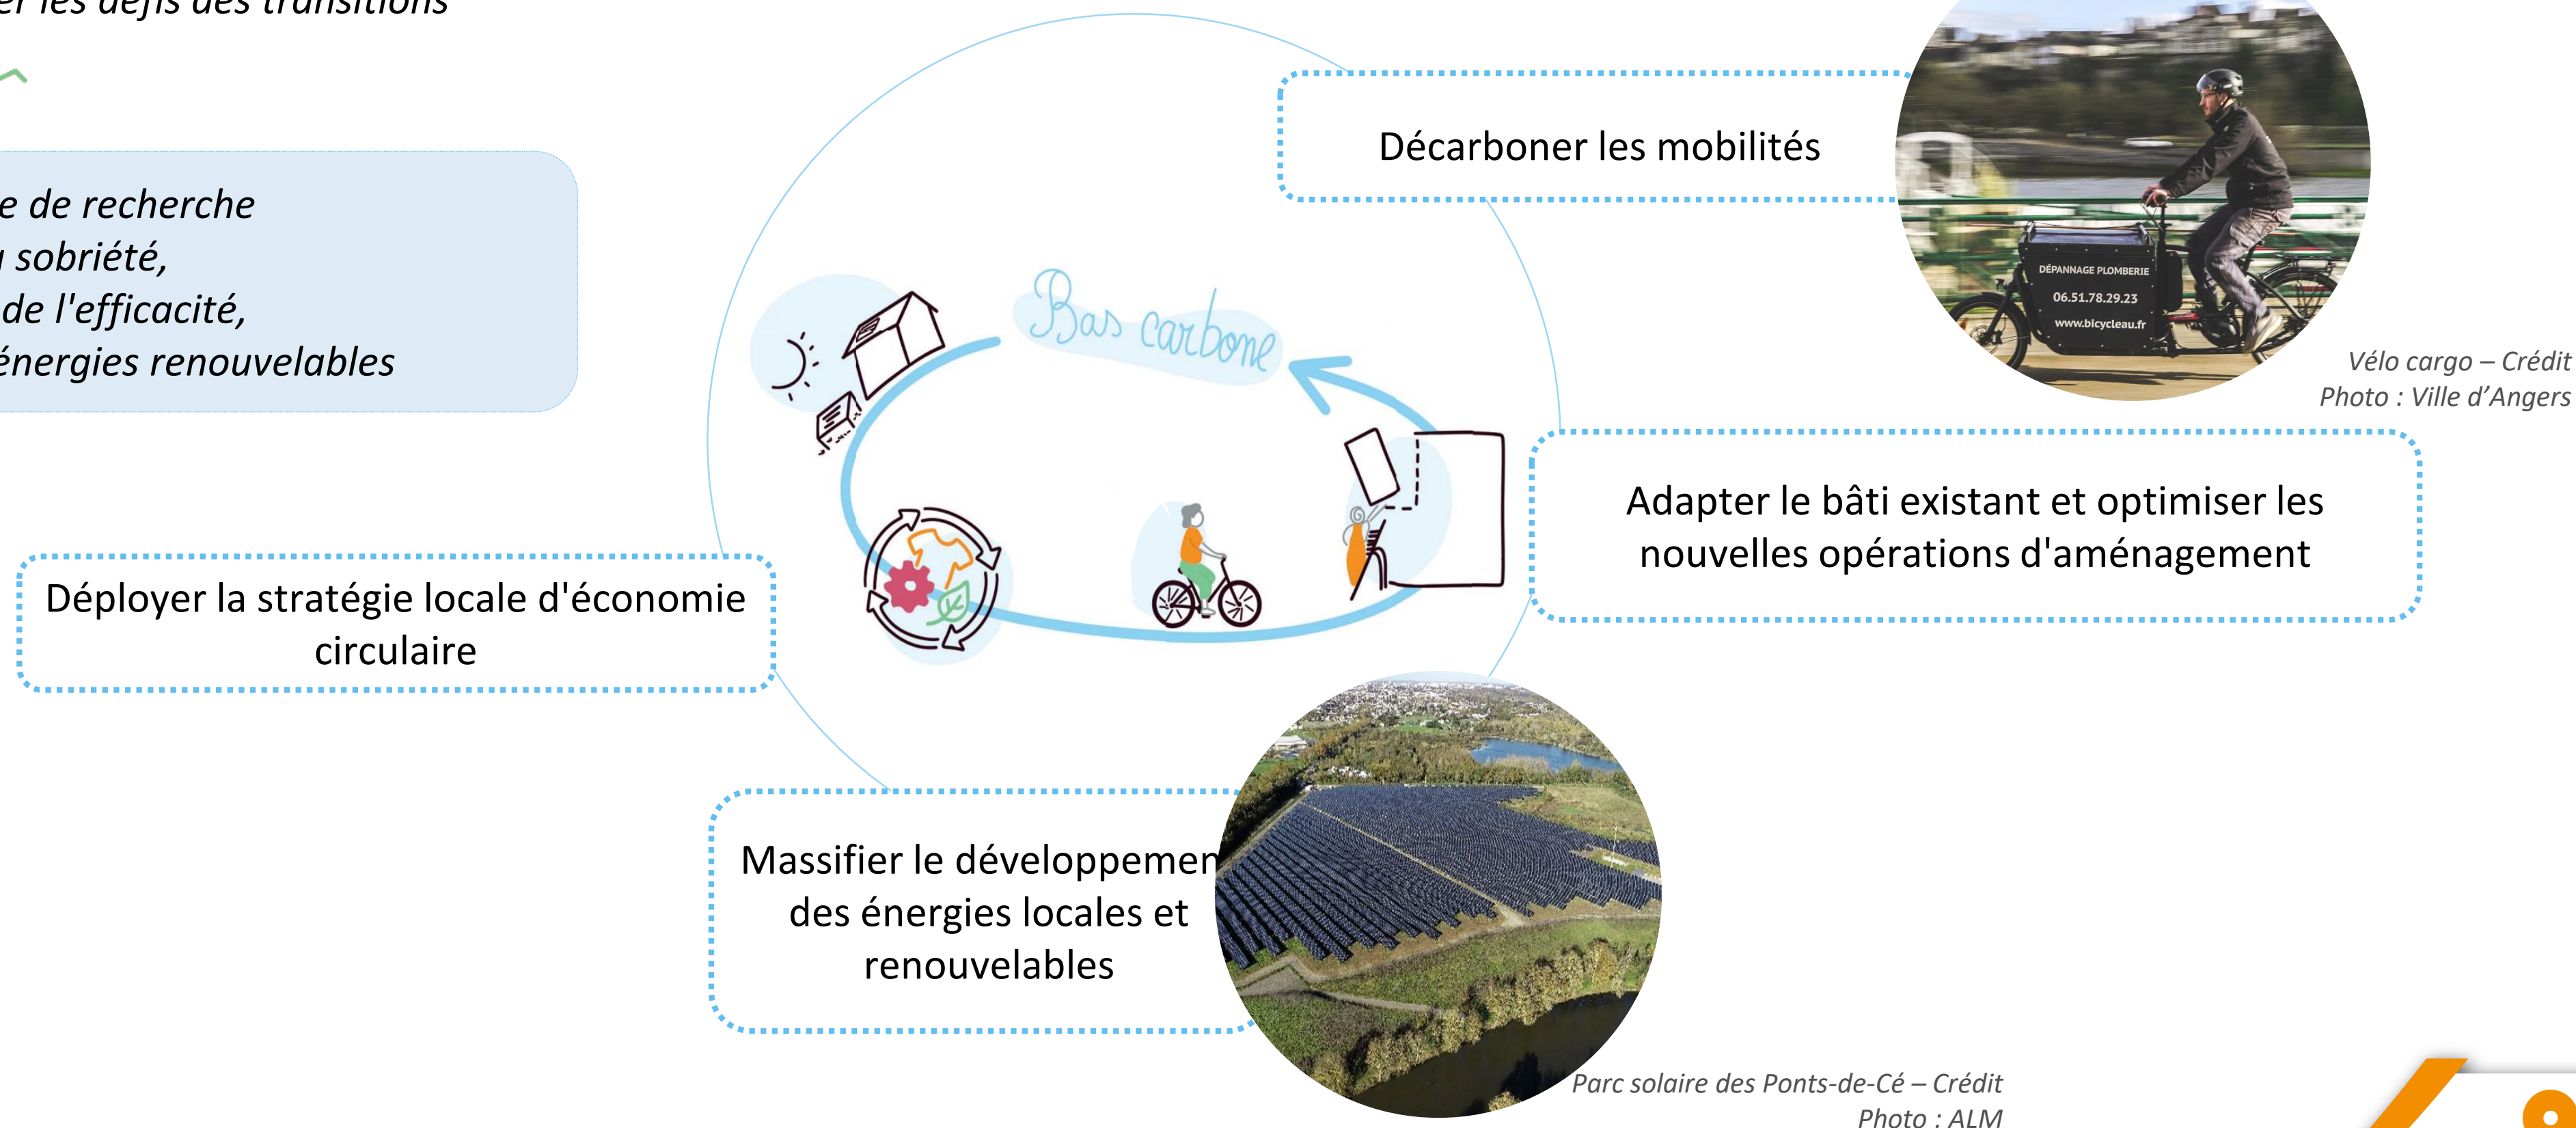 er les défis des transitions
e de recherche
sobriété,
de l'efficacité,
énergies renouvelables
Bas carbone
Décarboner les mobilités
DÉPANNAGE PLOMBERIE
06.51.78.29.23
www.bicycleau.fr
Vélo cargo – Crédit
Photo : Ville d’Angers
Adapter le bâti existant et optimiser les
nouvelles opérations d'aménagement
Déployer la stratégie locale d'économie
circulaire
Massifier le développemen
des énergies locales et
renouvelables
Parc solaire des Ponts-de-Cé – Crédit
Photo : ALM